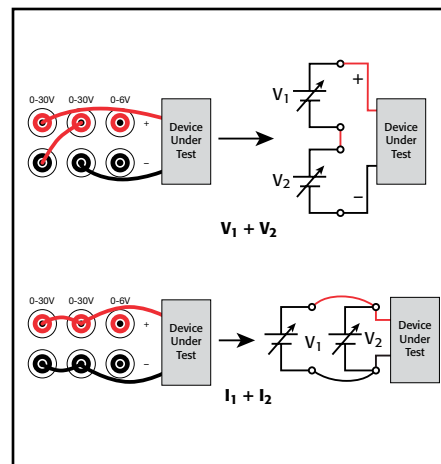 0-30V 0-30V 0-6V
+
−
Device
Under
Test
V1
+
V2
−
Device
Under
Test
V1 + V2
0-30V 0-30V 0-6V
+
−
Device
Under
Test
V1
V2
Device
Under
Test
I1 + I2